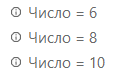 Число = 6
Число = 8
Число = 10